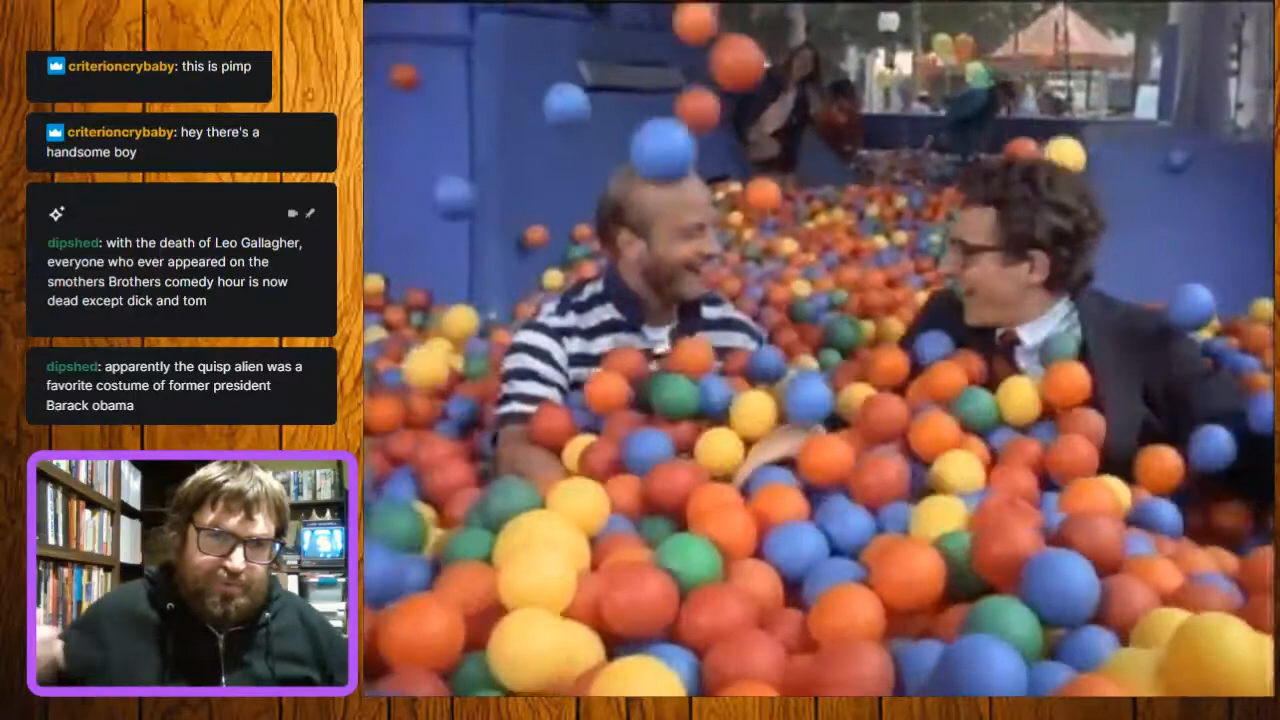 criterioncrybaby: this is pimp
criterioncrybaby: hey there's a
handsome boy
dipshed: with the death of Leo Gallagher,
everyone who ever appeared on the
smothers Brothers comedy hour is now
dead except dick and tom
dipshed: apparently the quisp alien was a
favorite costume of former president
Barack obama